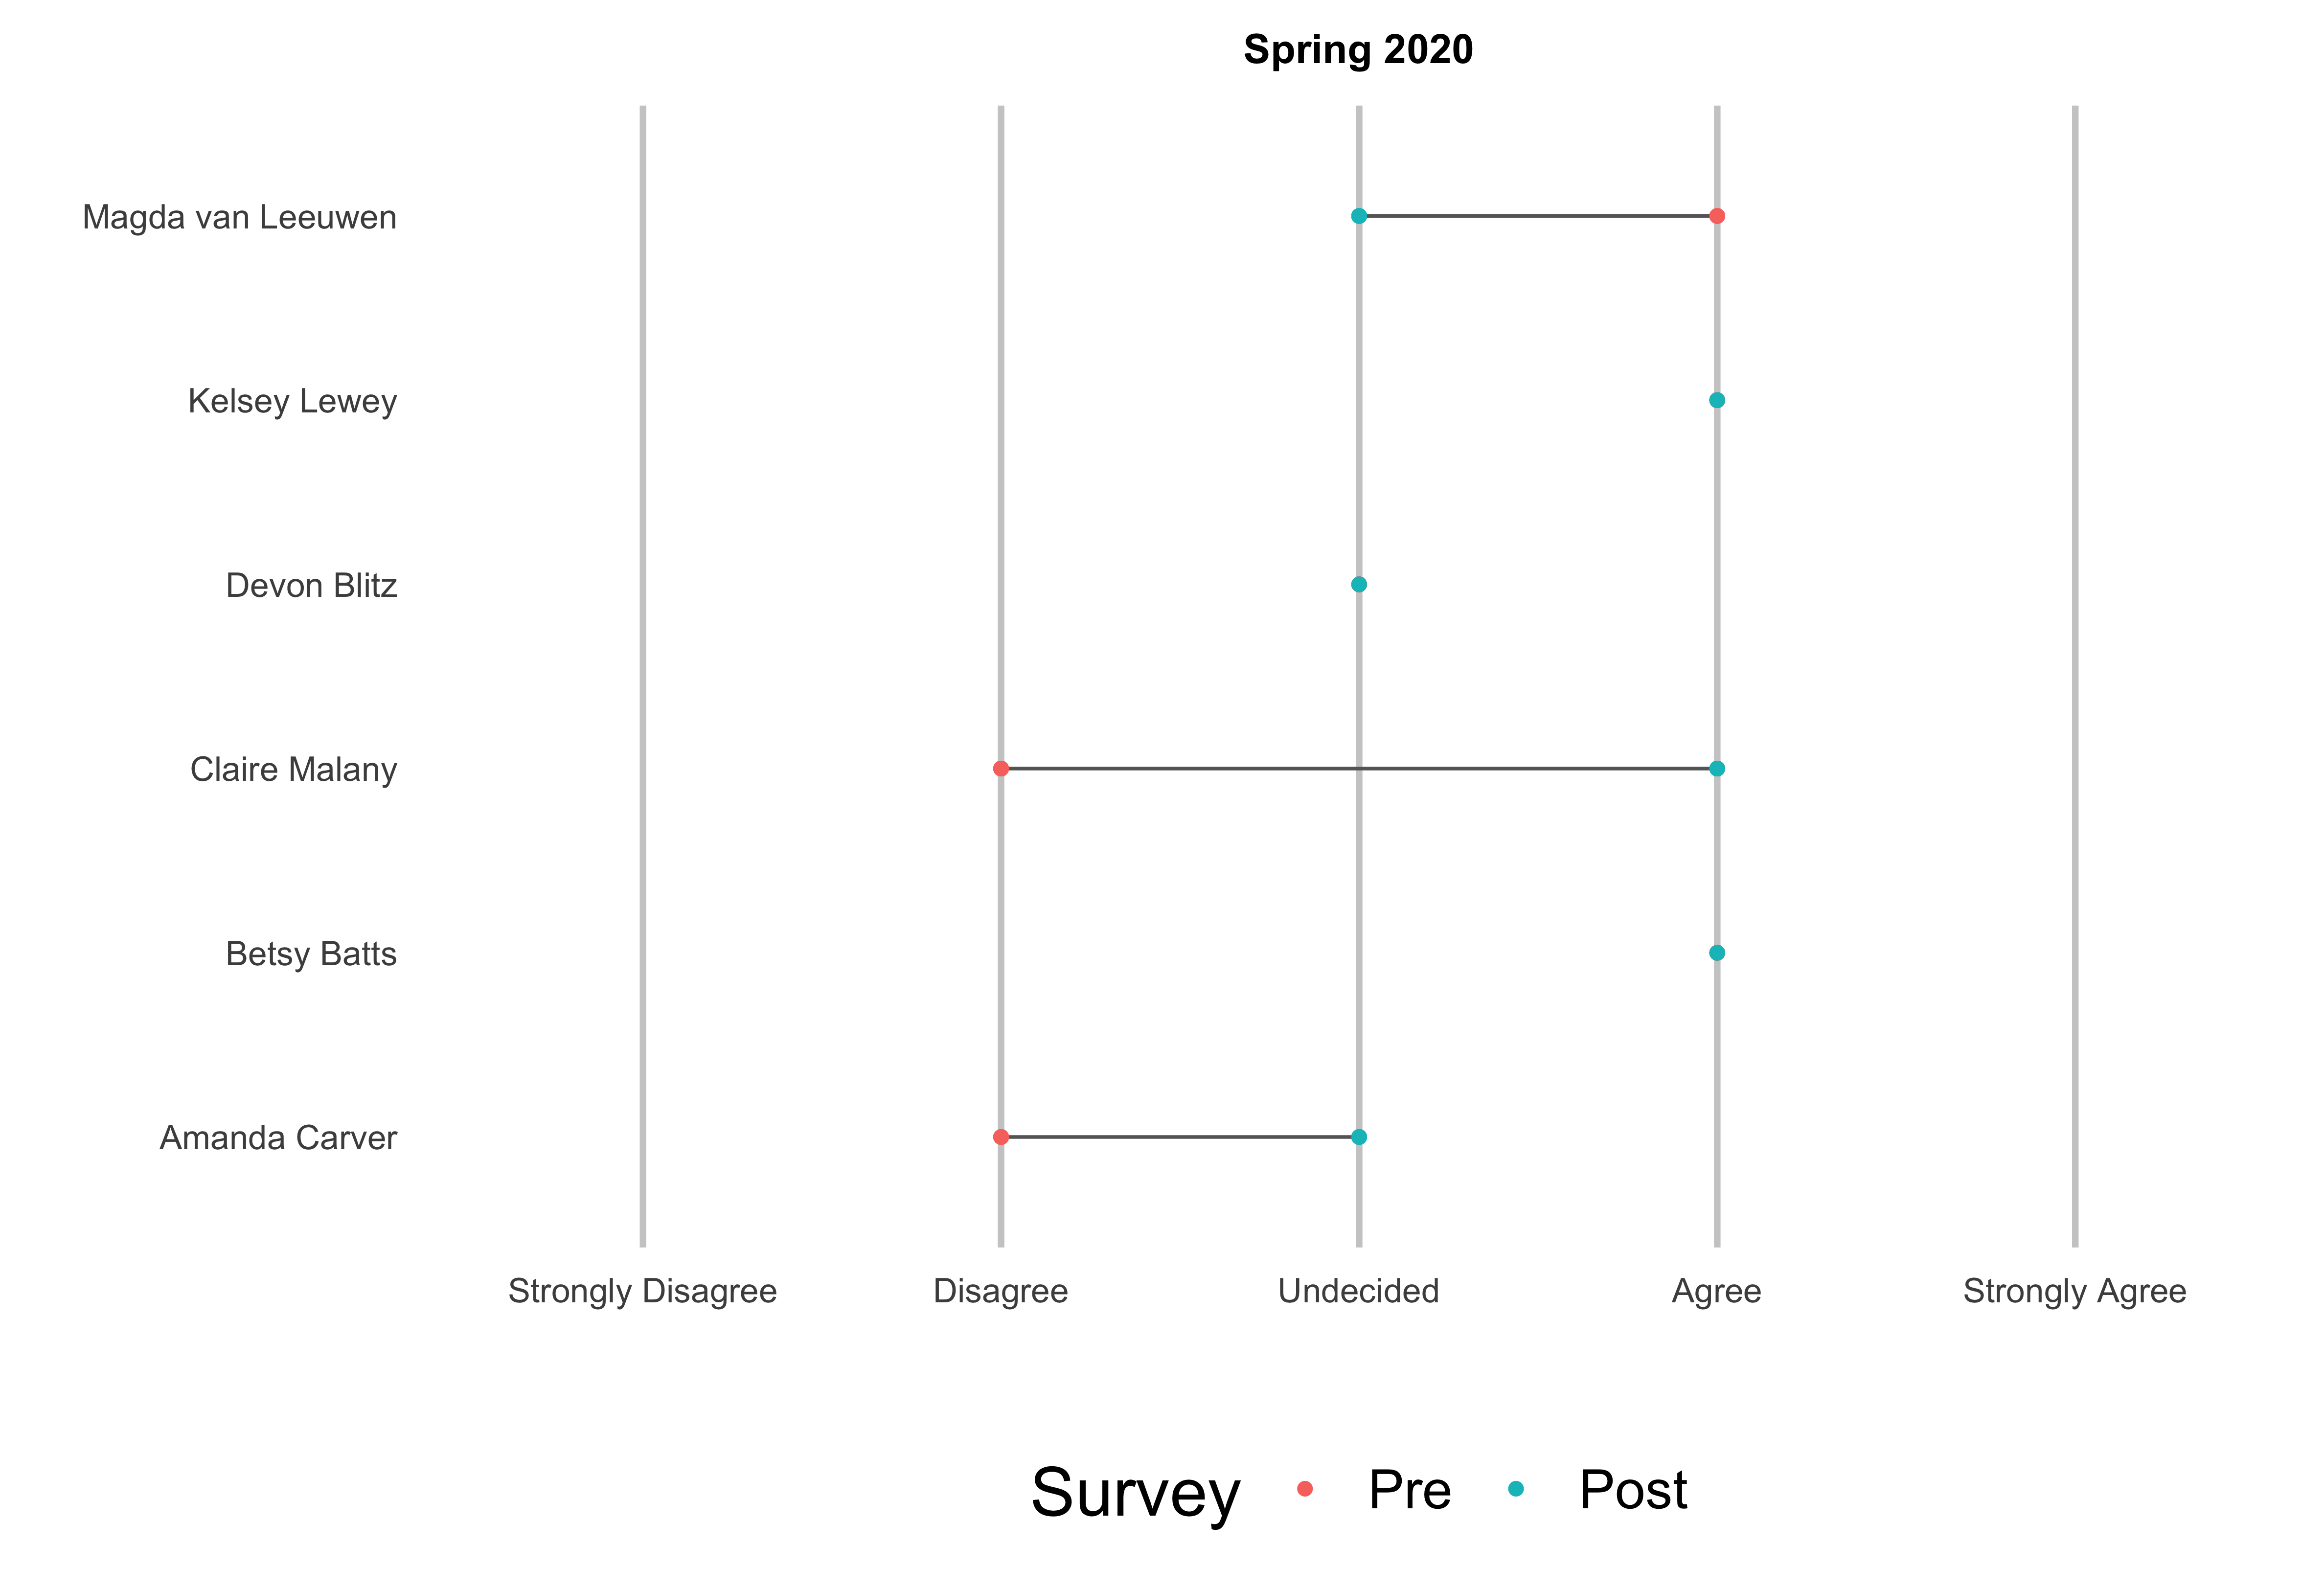 Spring 2020
Magda van Leeuwen
Kelsey Lewey
Devon Blitz
Claire Malany
Betsy Batts
Amanda Carver
Strongly Disagree Disagree Undecided Agree Strongly Agree
Survey Pre Post